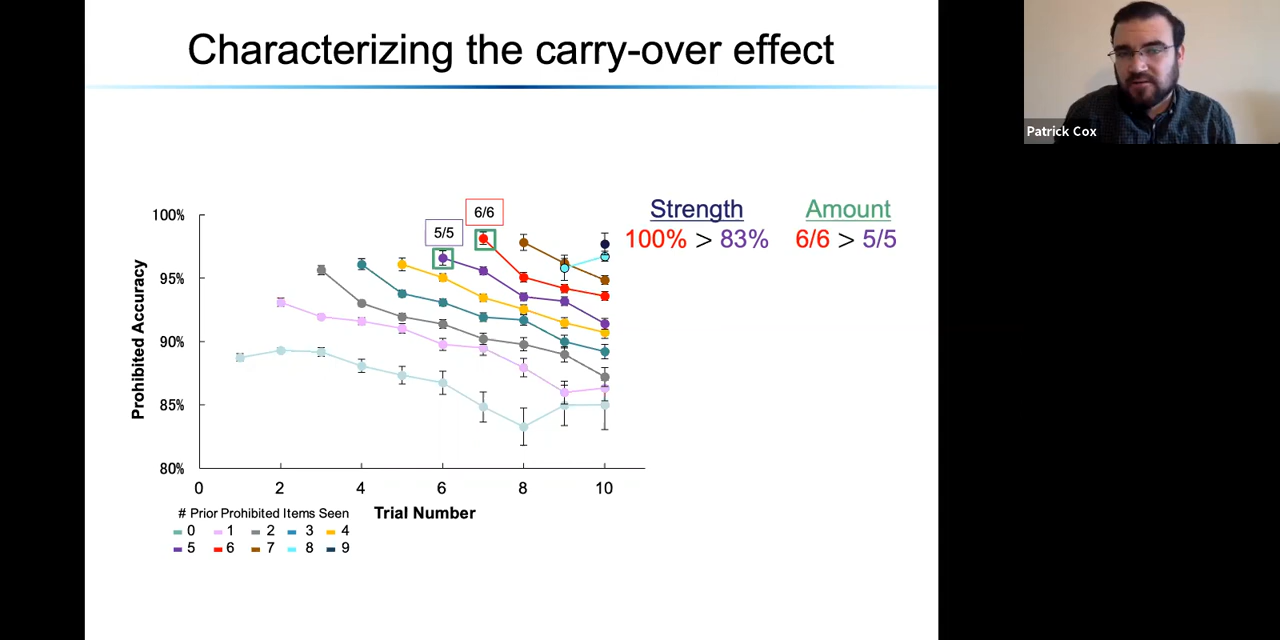 Characterizing the carry-over effect
Patrick Cox
Strength
100% > 83%
Amount
6/6 > 5/5
6/6
5/5
100%
95%
90%
85%
80%
Prohibited Accuracy
0 2 4 6 8 10
Trial Number
# Prior Prohibited Items Seen
0 1 2 3 4
5 6 7 8 9